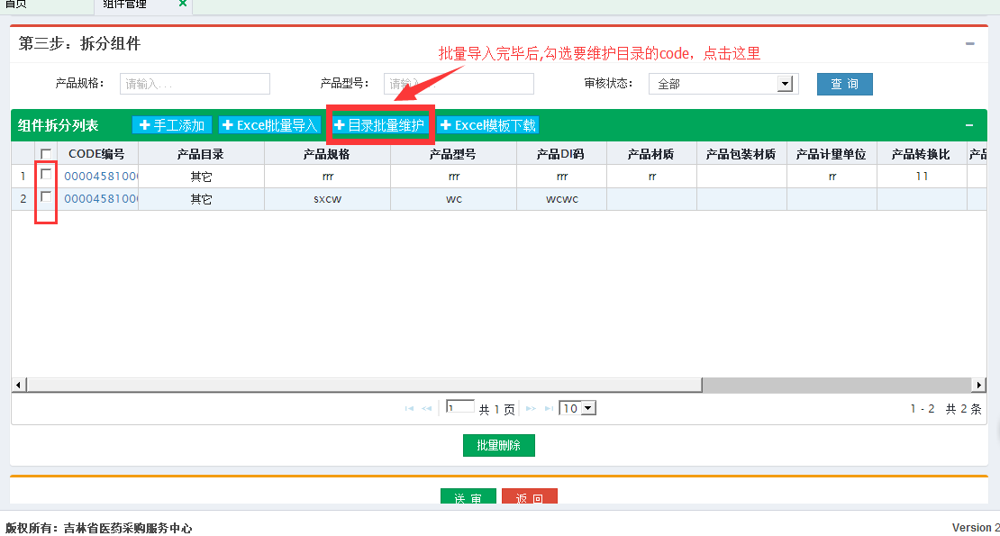 首页 组件管理 ×
第三步：拆分组件
批量导入完毕后,勾选要维护目录的code，点击这里
产品规格： 请输入... 产品型号： 请输入 审核状态： 全部 查 询
组件拆分列表 手工添加 Excel批量导入 目录批量维护 Excel模板下载
CODE编号 产品目录 产品规格 产品型号 产品DI码 产品材质 产品包装材质 产品计量单位 产品转换比 产品
1 0000458100 其它 rrr rrr rrr rr rr 11
2 0000458100 其它 sxcw wc wcwc
1 共 1 页 10 1 - 2 共 2 条
批量删除
送 审 返 回
版权所有：吉林省医药采购服务中心 Version 2